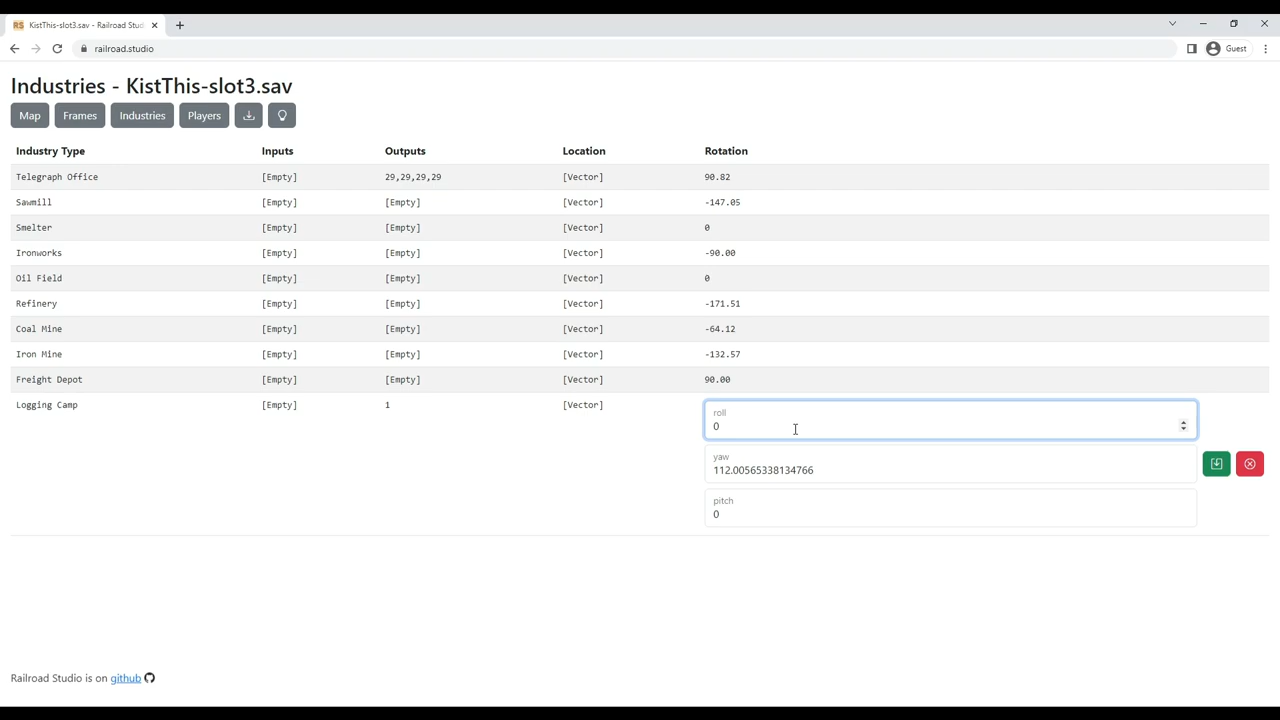 RS KistThis-slot3.sav - Railroad Stud
railroad.studio
Guest
Industries - KistThis-slot3.sav
Map Frames Industries Players
Industry Type Inputs Outputs Location Rotation
Telegraph Office [Empty] 29,29,29,29 [Vector] 90.82
Sawmill [Empty] [Empty] [Vector] -147.05
Smelter [Empty] [Empty] [Vector] 0
Ironworks [Empty] [Empty] [Vector] -90.00
Oil Field [Empty] [Empty] [Vector] 0
Refinery [Empty] [Empty] [Vector] -171.51
Coal Mine [Empty] [Empty] [Vector] -64.12
Iron Mine [Empty] [Empty] [Vector] -132.57
Freight Depot [Empty] [Empty] [Vector] 90.00
Logging Camp [Empty] 1 [Vector]
roll
0
yaw
112.00565338134766
pitch
0
Railroad Studio is on github